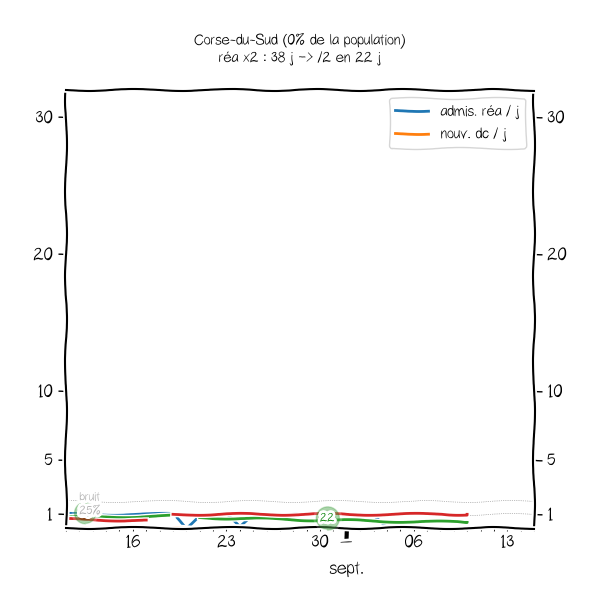 Corse-du-Sud (0% de la population)
réa x2 : 38 j -> /2 en 22 j
admis. réa / j
nouv. dc / j
30
30
20
20
10
10
5
5
bruit
25%
22
1
1
16
23
30
06
13
sept.